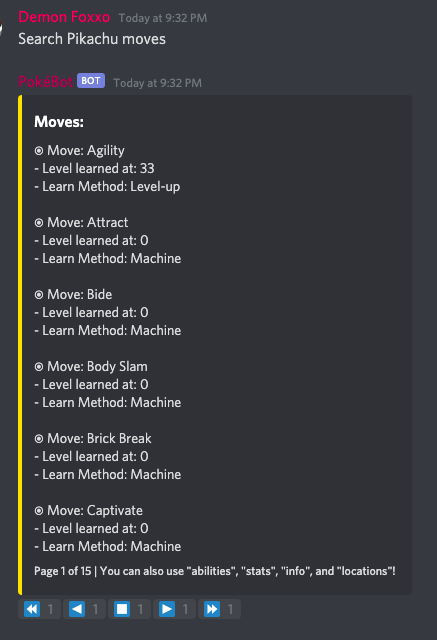 Demon Foxxo Today at 9:32 PM
Search Pikachu moves
PokéBot BOT Today at 9:32 PM
Moves:
◉ Move: Agility
- Level learned at: 33
- Learn Method: Level-up
◉ Move: Attract
- Level learned at: 0
- Learn Method: Machine
◉ Move: Bide
- Level learned at: 0
- Learn Method: Machine
◉ Move: Body Slam
- Level learned at: 0
- Learn Method: Machine
◉ Move: Brick Break
- Level learned at: 0
- Learn Method: Machine
◉ Move: Captivate
- Level learned at: 0
- Learn Method: Machine
Page 1 of 15 | You can also use "abilities", "stats", "info", and "locations"!
⏪ 1 ◀ 1 ⏹ 1 ▶ 1 ⏩ 1